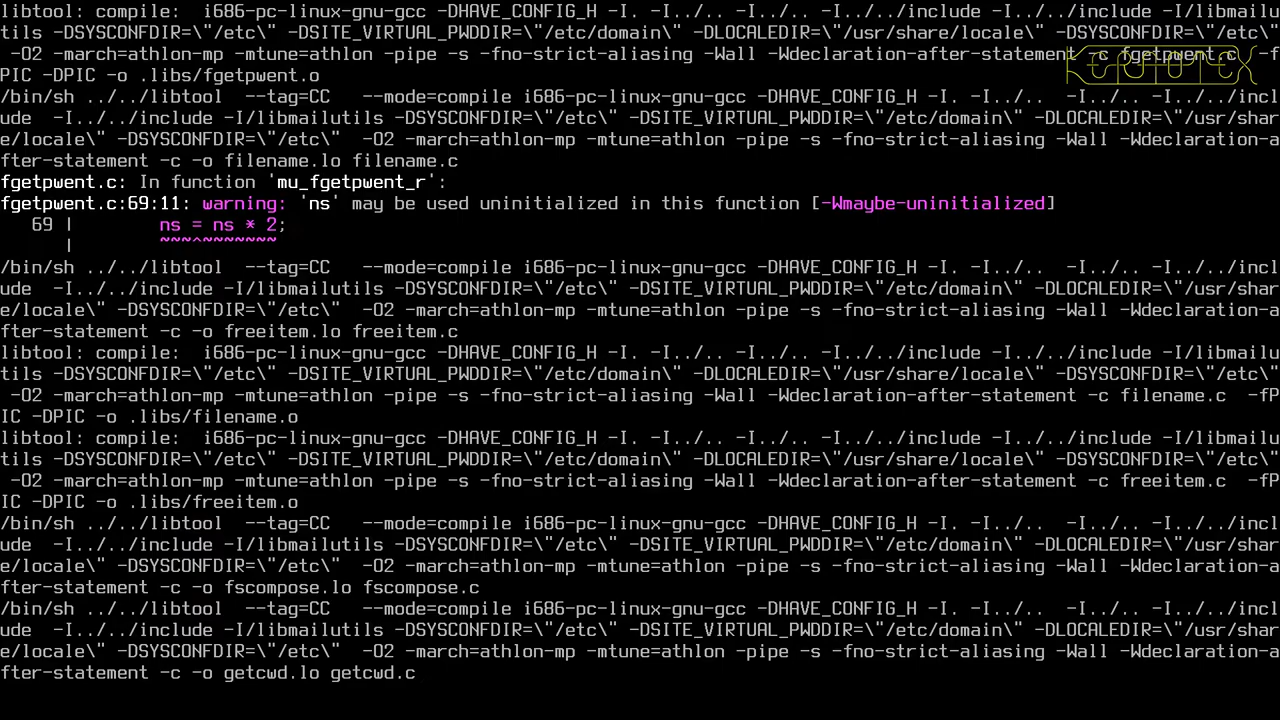 libtool: compile:  i686-pc-linux-gnu-gcc -DHAVE_CONFIG_H -I. -I../.. -I../.. -I../../include -I../../include -I/libmailu
tils -DSYSCONFDIR=\"/etc\" -DSITE_VIRTUAL_PWDDIR=\"/etc/domain\" -DLOCALEDIR=\"/usr/share/locale\" -DSYSCONFDIR=\"/etc\"
 -O2 -march=athlon-mp -mtune=athlon -pipe -s -fno-strict-aliasing -Wall -Wdeclaration-after-statement -c fgetpwent.c  -f
PIC -DPIC -o .libs/fgetpwent.o
/bin/sh ../../libtool  --tag=CC   --mode=compile i686-pc-linux-gnu-gcc -DHAVE_CONFIG_H -I. -I../..  -I../.. -I../../incl
ude  -I../../include -I/libmailutils -DSYSCONFDIR=\"/etc\" -DSITE_VIRTUAL_PWDDIR=\"/etc/domain\" -DLOCALEDIR=\"/usr/shar
e/locale\" -DSYSCONFDIR=\"/etc\"  -O2 -march=athlon-mp -mtune=athlon -pipe -s -fno-strict-aliasing -Wall -Wdeclaration-a
fter-statement -c -o filename.lo filename.c
fgetpwent.c: In function 'mu_fgetpwent_r':
fgetpwent.c:69:11: warning: 'ns' may be used uninitialized in this function [-Wmaybe-uninitialized]
   69 |        ns = ns * 2;
      |        ~~~^~~~~~~~
/bin/sh ../../libtool  --tag=CC   --mode=compile i686-pc-linux-gnu-gcc -DHAVE_CONFIG_H -I. -I../..  -I../.. -I../../incl
ude  -I../../include -I/libmailutils -DSYSCONFDIR=\"/etc\" -DSITE_VIRTUAL_PWDDIR=\"/etc/domain\" -DLOCALEDIR=\"/usr/shar
e/locale\" -DSYSCONFDIR=\"/etc\"  -O2 -march=athlon-mp -mtune=athlon -pipe -s -fno-strict-aliasing -Wall -Wdeclaration-a
fter-statement -c -o freeitem.lo freeitem.c
libtool: compile:  i686-pc-linux-gnu-gcc -DHAVE_CONFIG_H -I. -I../.. -I../.. -I../../include -I../../include -I/libmailu
tils -DSYSCONFDIR=\"/etc\" -DSITE_VIRTUAL_PWDDIR=\"/etc/domain\" -DLOCALEDIR=\"/usr/share/locale\" -DSYSCONFDIR=\"/etc\"
 -O2 -march=athlon-mp -mtune=athlon -pipe -s -fno-strict-aliasing -Wall -Wdeclaration-after-statement -c filename.c  -fP
IC -DPIC -o .libs/filename.o
libtool: compile:  i686-pc-linux-gnu-gcc -DHAVE_CONFIG_H -I. -I../.. -I../.. -I../../include -I../../include -I/libmailu
tils -DSYSCONFDIR=\"/etc\" -DSITE_VIRTUAL_PWDDIR=\"/etc/domain\" -DLOCALEDIR=\"/usr/share/locale\" -DSYSCONFDIR=\"/etc\"
 -O2 -march=athlon-mp -mtune=athlon -pipe -s -fno-strict-aliasing -Wall -Wdeclaration-after-statement -c freeitem.c  -fP
IC -DPIC -o .libs/freeitem.o
/bin/sh ../../libtool  --tag=CC   --mode=compile i686-pc-linux-gnu-gcc -DHAVE_CONFIG_H -I. -I../..  -I../.. -I../../incl
ude  -I../../include -I/libmailutils -DSYSCONFDIR=\"/etc\" -DSITE_VIRTUAL_PWDDIR=\"/etc/domain\" -DLOCALEDIR=\"/usr/shar
e/locale\" -DSYSCONFDIR=\"/etc\"  -O2 -march=athlon-mp -mtune=athlon -pipe -s -fno-strict-aliasing -Wall -Wdeclaration-a
fter-statement -c -o fscompose.lo fscompose.c
/bin/sh ../../libtool  --tag=CC   --mode=compile i686-pc-linux-gnu-gcc -DHAVE_CONFIG_H -I. -I../..  -I../.. -I../../incl
ude  -I../../include -I/libmailutils -DSYSCONFDIR=\"/etc\" -DSITE_VIRTUAL_PWDDIR=\"/etc/domain\" -DLOCALEDIR=\"/usr/shar
e/locale\" -DSYSCONFDIR=\"/etc\"  -O2 -march=athlon-mp -mtune=athlon -pipe -s -fno-strict-aliasing -Wall -Wdeclaration-a
fter-statement -c -o getcwd.lo getcwd.c